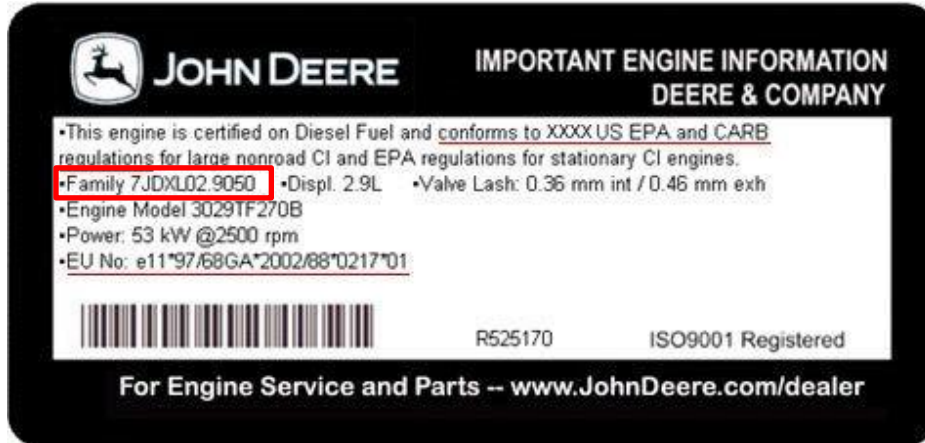 JOHN DEERE
IMPORTANT ENGINE INFORMATION
DEERE & COMPANY
•This engine is certified on Diesel Fuel and conforms to XXXX US EPA and CARB
regulations for large nonroad CI and EPA regulations for stationary CI engines.
•Family 7JDXL02.9050 •Displ. 2.9L •Valve Lash: 0.36 mm int / 0.46 mm exh
•Engine Model 3029TF270B
•Power: 53 kW @2500 rpm
•EU No: e11*97/68GA*2002/88*0217*01
R525170 ISO9001 Registered
For Engine Service and Parts -- www.JohnDeere.com/dealer